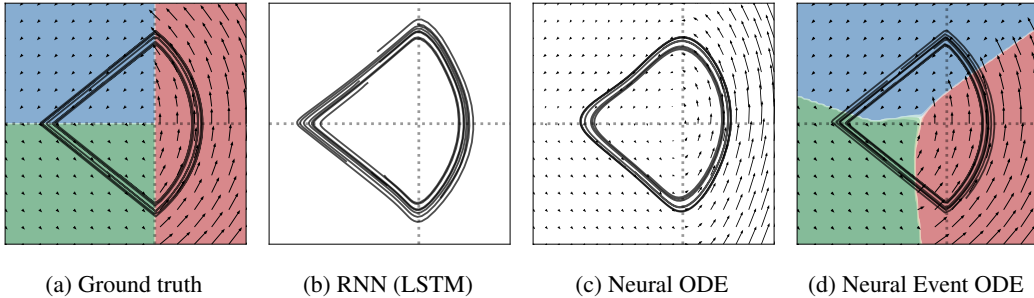 (a) Ground truth
(b) RNN (LSTM)
(c) Neural ODE
(d) Neural Event ODE